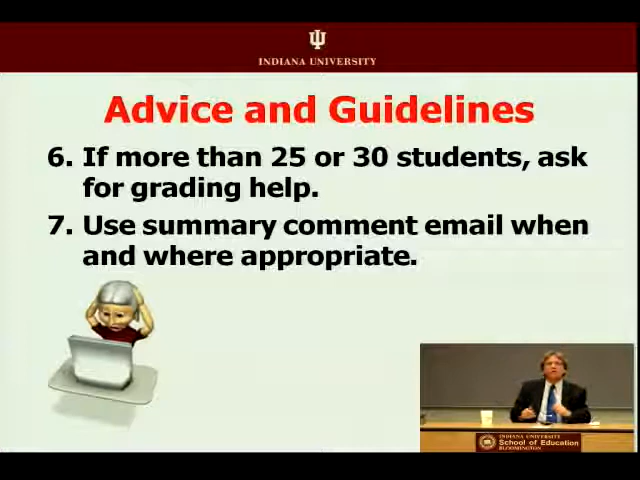 INDIANA UNIVERSITY
Advice and Guidelines
6. If more than 25 or 30 students, ask
for grading help.
7. Use summary comment email when
and where appropriate.
INDIANA UNIVERSITY
School of Education
BLOOMINGTON